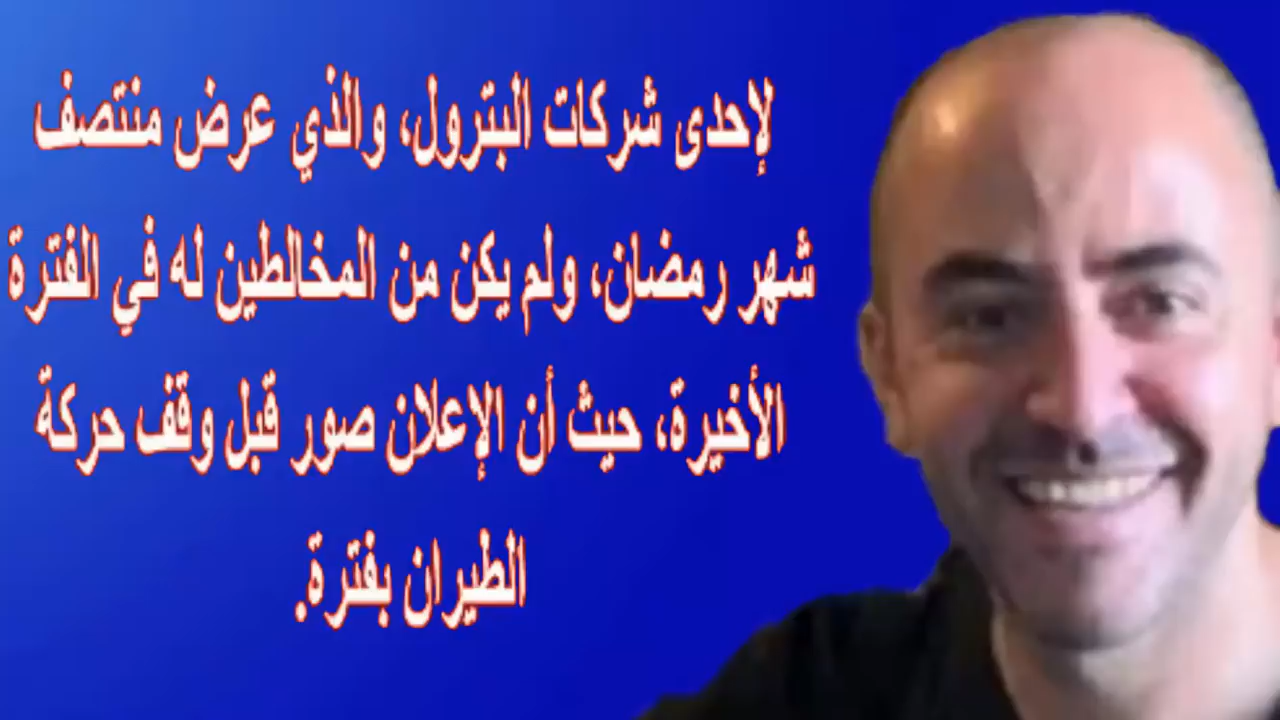 لإحدى شركات البترول، والذي عرض منتصف
شهر رمضان، ولم يكن من المخالطين له في الفترة
الأخيرة، حيث أن الإعلان صور قبل وقف حركة
الطيران بفترة.